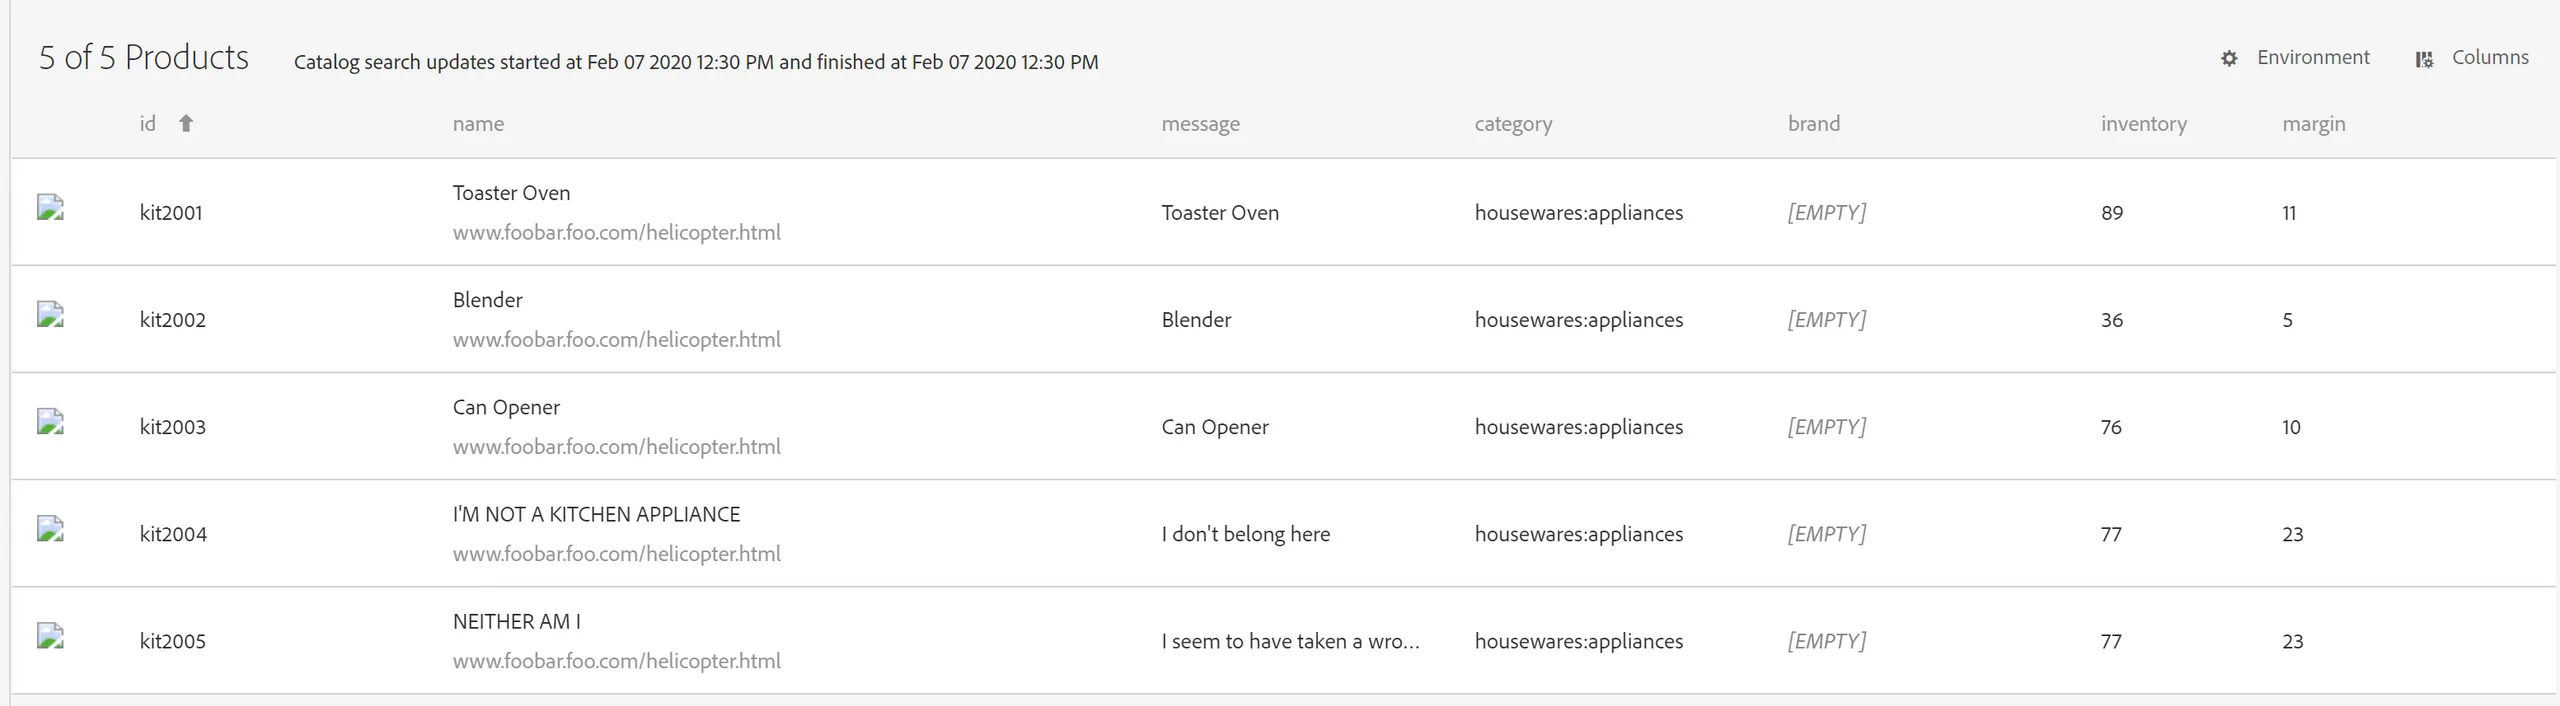 5 of 5 Products Catalog search updates started at Feb 07 2020 12:30 PM and finished at Feb 07 2020 12:30 PM Environment Columns
id name message category brand inventory margin
Toaster Oven
kit2001 Toaster Oven housewares:appliances [EMPTY] 89 11
www.foobar.foo.com/helicopter.html
Blender
kit2002 Blender housewares:appliances [EMPTY] 36 5
www.foobar.foo.com/helicopter.html
Can Opener
kit2003 Can Opener housewares:appliances [EMPTY] 76 10
www.foobar.foo.com/helicopter.html
I'M NOT A KITCHEN APPLIANCE
kit2004 I don't belong here housewares:appliances [EMPTY] 77 23
www.foobar.foo.com/helicopter.html
NEITHER AM I
kit2005 I seem to have taken a wro... housewares:appliances [EMPTY] 77 23
www.foobar.foo.com/helicopter.html